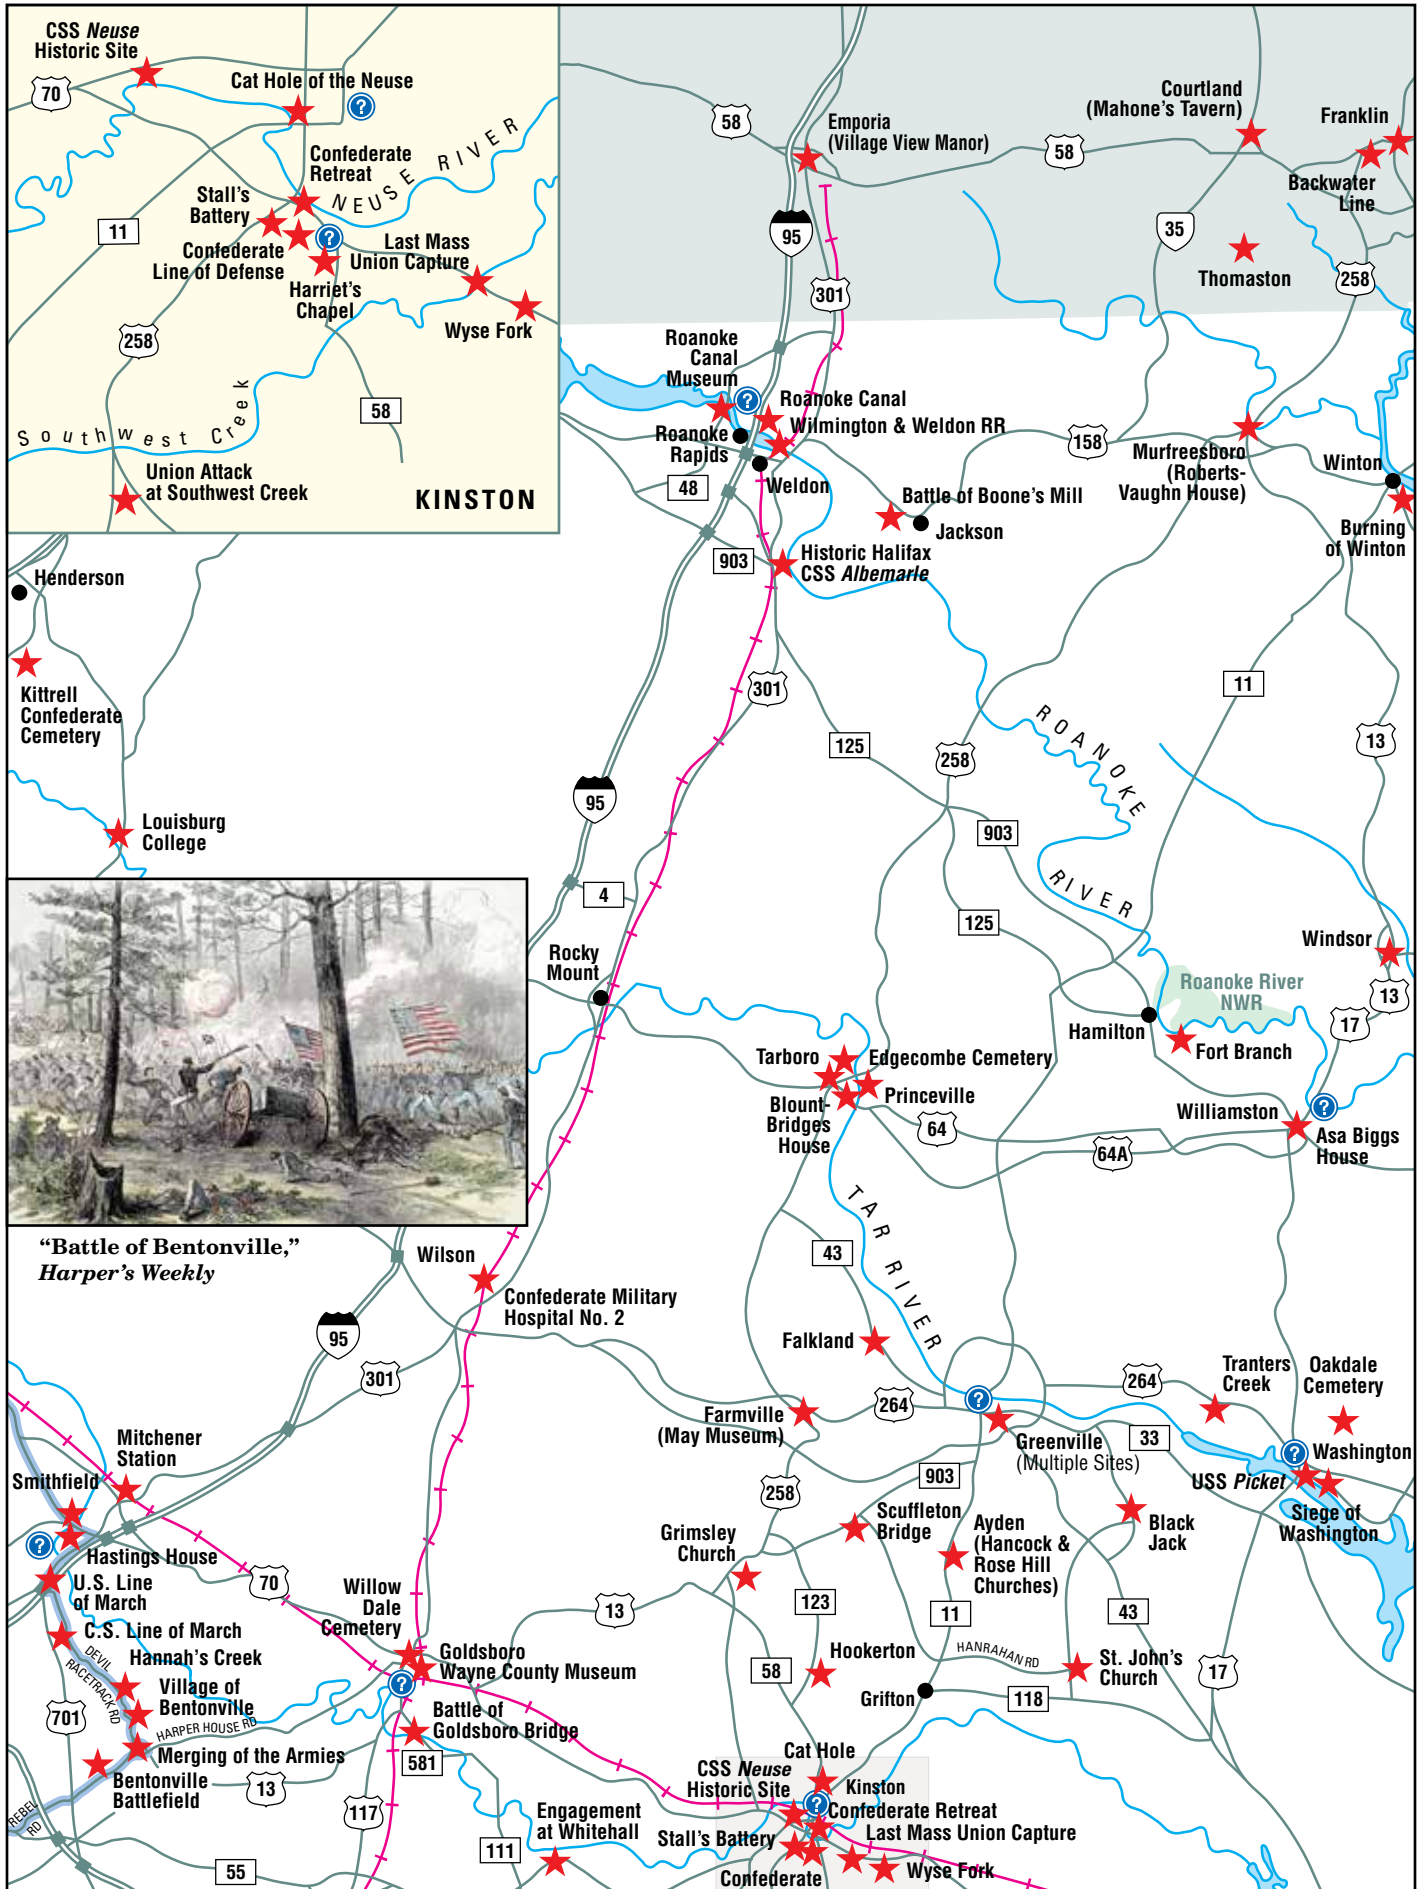 CSS Neuse
Historic Site
70
Cat Hole of the Neuse
?
Confederate
Retreat
NEUSE RIVER
Stall's
Battery
11
Confederate
Line of Defense
?
Last Mass
Union Capture
Harriet's
Chapel
Wyse Fork
258
58
Southwest Creek
Union Attack
at Southwest Creek
KINSTON
58
Emporia
(Village View Manor)
58
Courtland
(Mahone's Tavern)
Franklin
Backwater
Line
35
95
Thomaston
258
301
Roanoke
Canal
Museum
?
Roanoke Canal
Wilmington & Weldon RR
Roanoke
Rapids
158
Murfreesboro
(Roberts-
Vaughn House)
Winton
48
Weldon
Battle of Boone's Mill
Jackson
Burning
of Winton
903
Historic Halifax
CSS Albemarle
Henderson
Kittrell
Confederate
Cemetery
301
11
125
258
13
ROANOKE
RIVER
95
903
Louisburg
College
4
125
Rocky
Mount
Windsor
Roanoke River
NWR
13
17
Hamilton
Fort Branch
Tarboro
Edgecombe Cemetery
Princeville
Blount-
Bridges
House
64
64A
Williamston
?
Asa Biggs
House
TAR RIVER
"Battle of Bentonville,"
Harper's Weekly
Wilson
Confederate Military
Hospital No. 2
43
95
301
Falkland
Farmville
(May Museum)
264
?
264
Tranters
Creek
Oakdale
Cemetery
Greenville
(Multiple Sites)
33
?
Washington
USS Picket
Siege of
Washington
Mitchener
Station
Smithfield
?
Hastings House
U.S. Line
of March
C.S. Line of March
903
258
Scuffleton
Bridge
Grimsley
Church
Ayden
(Hancock &
Rose Hill
Churches)
Black
Jack
70
Willow
Dale
Cemetery
13
123
11
43
DEVIL
RACETRACK RD
Hannah's Creek
Goldsboro
Wayne County Museum
?
Village of
Bentonville
58
Hookerton
HANRAHAN RD
St. John's
Church
17
Grifton
118
701
HARPER HOUSE RD
Battle of
Goldsboro Bridge
Merging of the Armies
Bentonville
Battlefield
13
581
REBEL
RD
117
Cat Hole
CSS Neuse
Historic Site
Kinston
?
Confederate Retreat
Last Mass Union Capture
Engagement
at Whitehall
Stall's Battery
111
55
Wyse Fork
Confederate